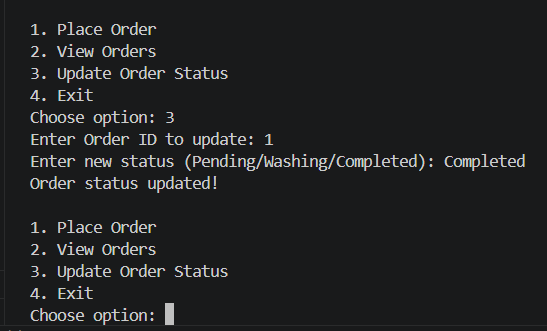 1. Place Order
2. View Orders
3. Update Order Status
4. Exit
Choose option: 3
Enter Order ID to update: 1
Enter new status (Pending/Washing/Completed): Completed
Order status updated!
1. Place Order
2. View Orders
3. Update Order Status
4. Exit
Choose option: